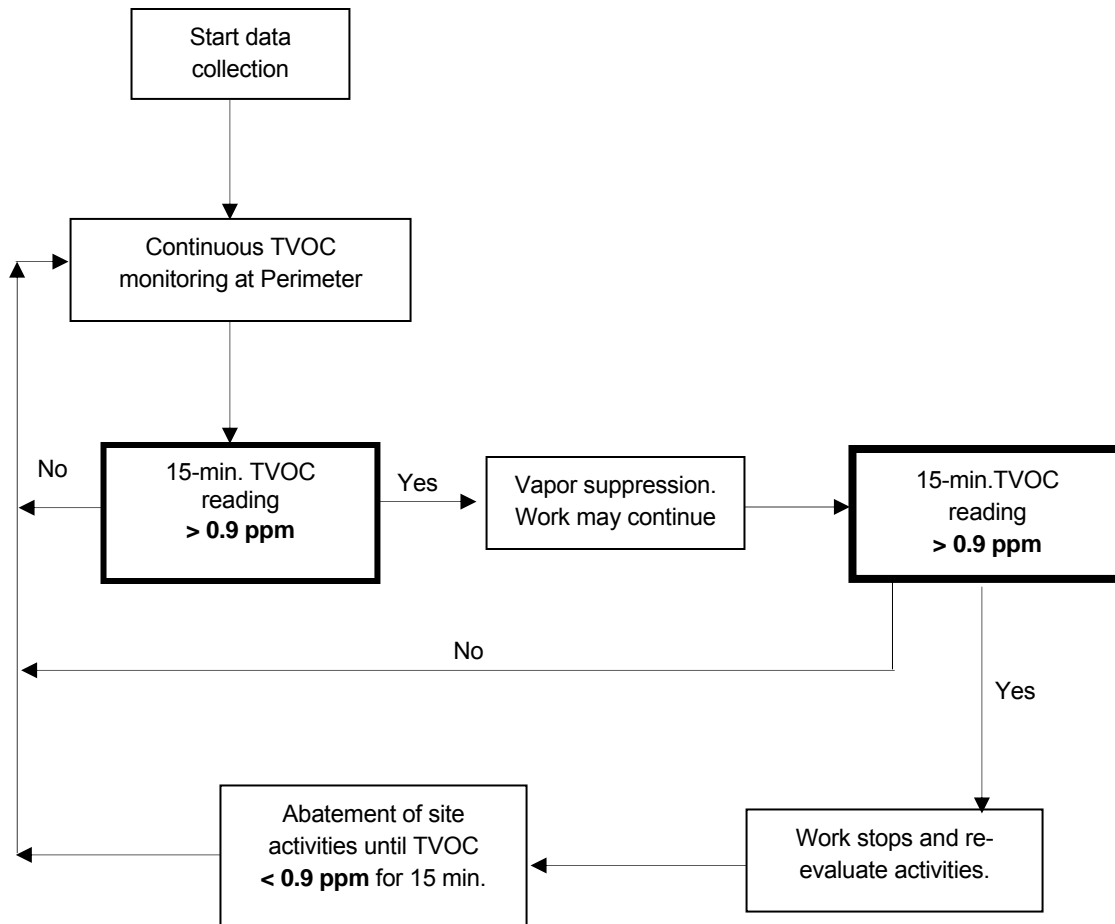 Start data
collection
Continuous TVOC
monitoring at Perimeter
No
15-min. TVOC
reading
> 0.9 ppm
Yes
Vapor suppression.
Work may continue
15-min.TVOC
reading
> 0.9 ppm
No
Yes
Abatement of site
activities until TVOC
< 0.9 ppm for 15 min.
Work stops and re-
evaluate activities.